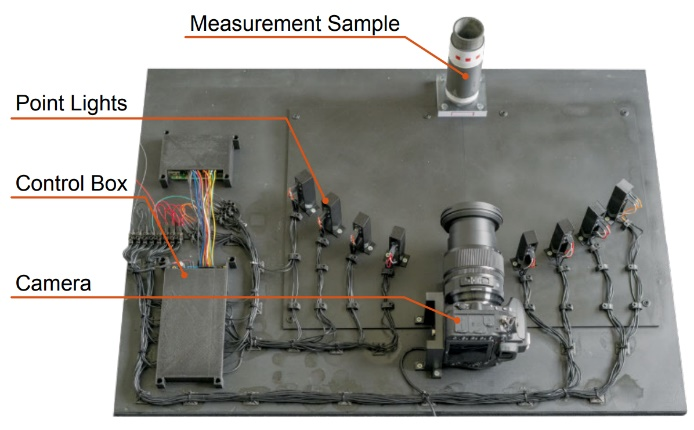 Measurement Sample
Point Lights
Control Box
Camera